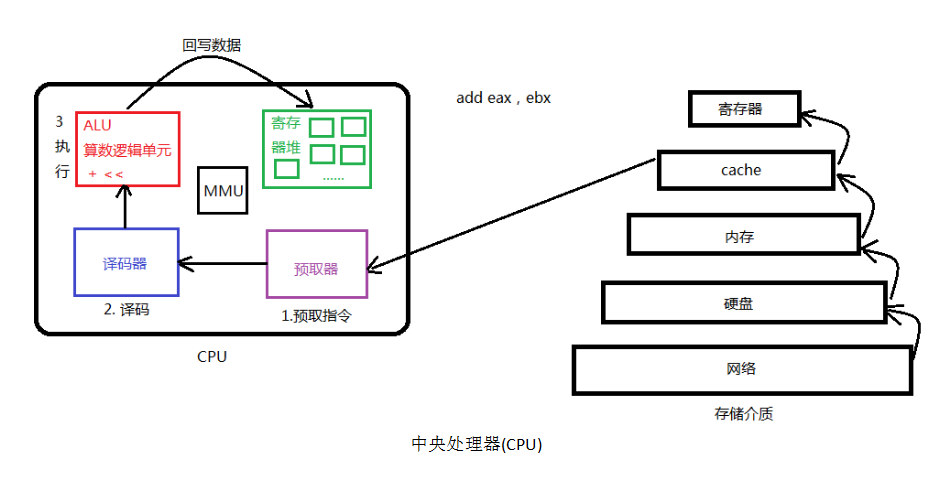 回写数据
3
执
行
ALU
算数逻辑单元
+ <<
寄存
器堆
......
MMU
译码器
预取器
2. 译码
1.预取指令
CPU
add eax，ebx
寄存器
cache
内存
硬盘
网络
存储介质
中央处理器(CPU)